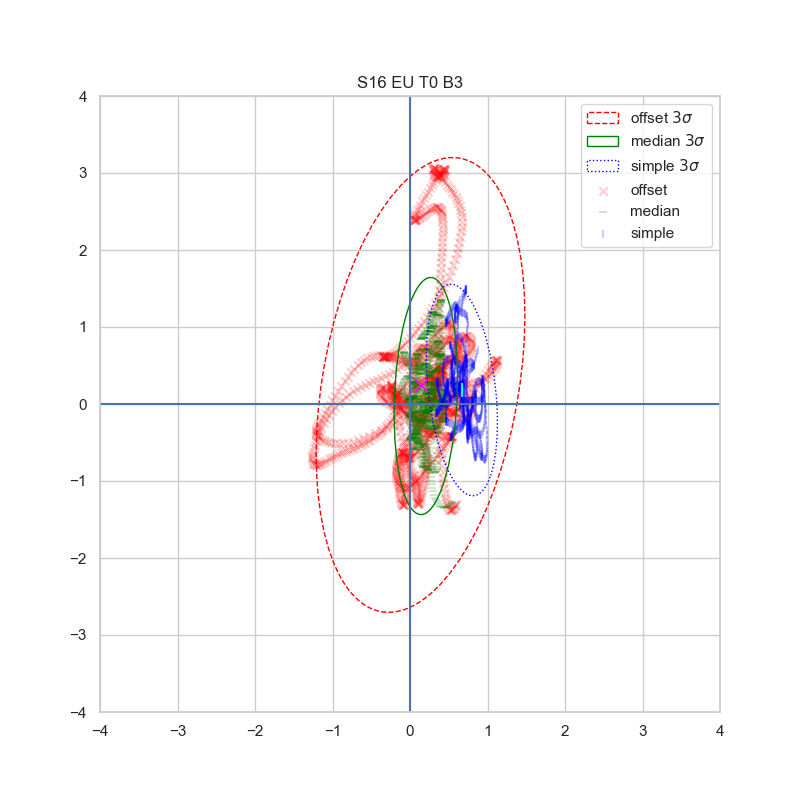 S16 EU T0 B3
4
3
2
1
0
−1
−2
−3
−4
−4
−3
−2
−1
0
1
2
3
4
offset 3σ
median 3σ
simple 3σ
offset
median
simple